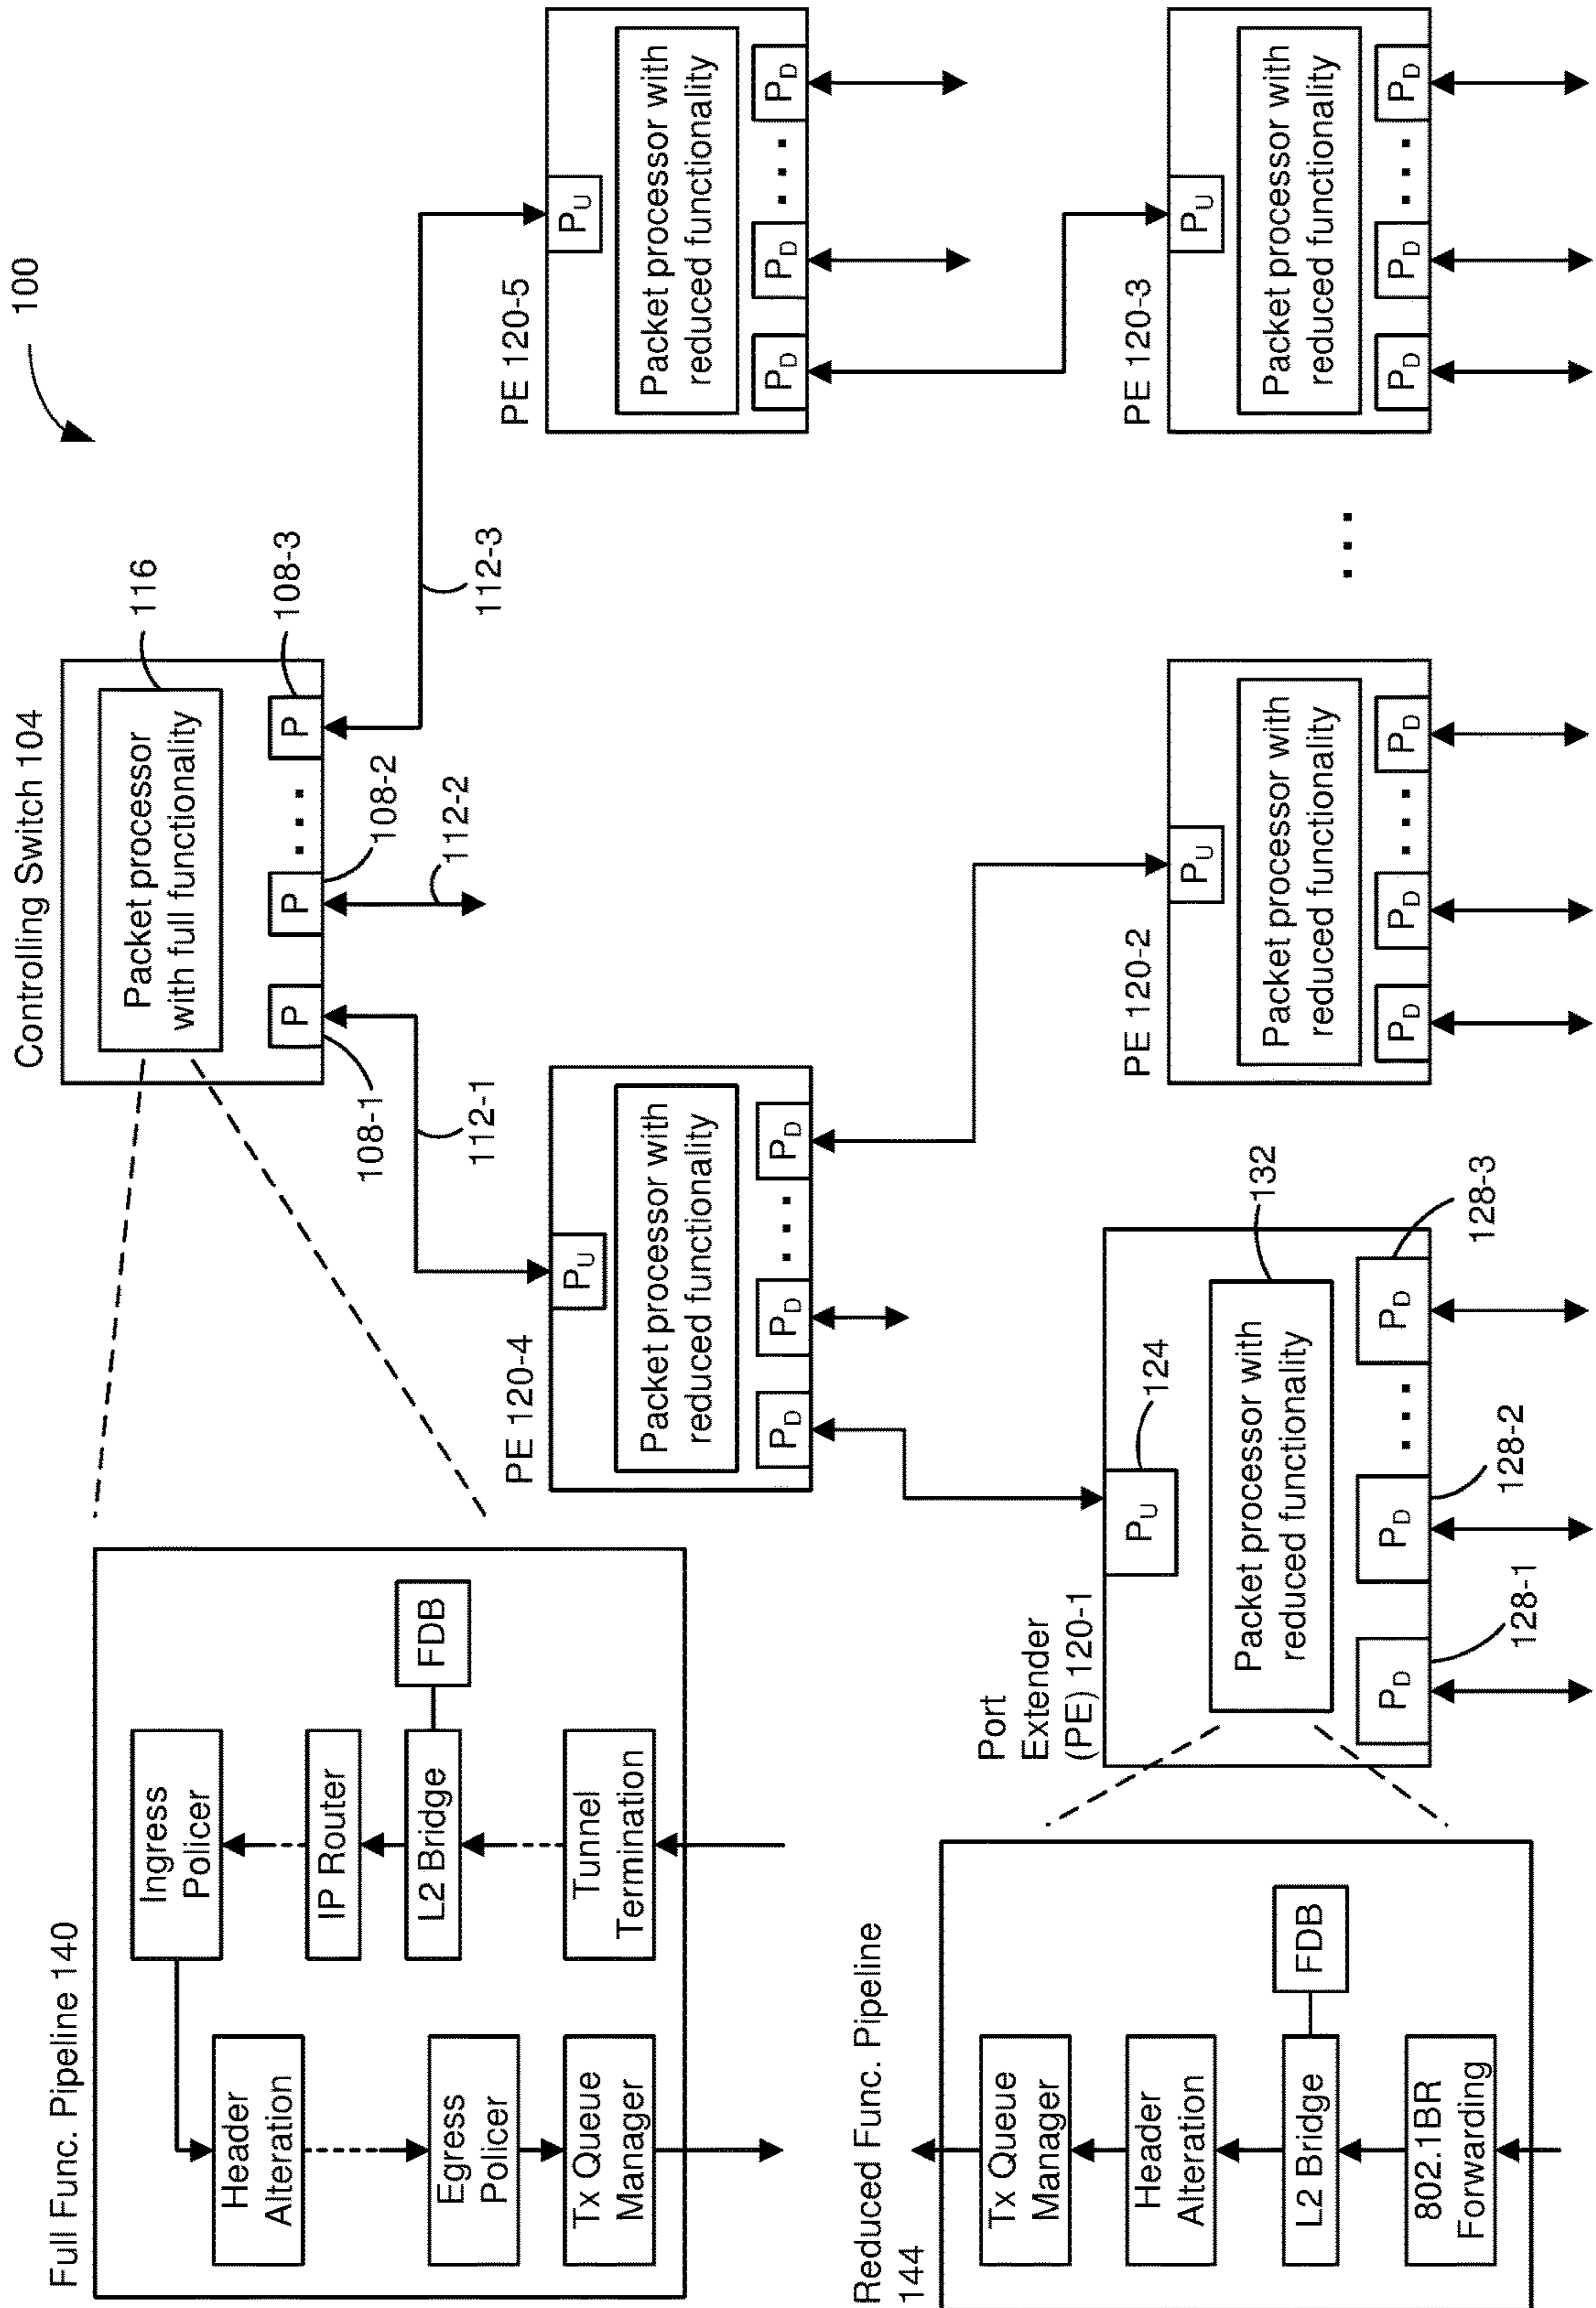 100
Controlling Switch 104
Packet processor
with full functionality
116
P
P
...
P
108-1
108-2
108-3
112-1
112-2
112-3
Full Func. Pipeline 140
Ingress
Policer
Header
Alteration
IP Router
L2 Bridge
FDB
Egress
Policer
Tx Queue
Manager
Tunnel
Termination
PE 120-4
PU
Packet processor with
reduced functionality
PD
PD
...
PD
PE 120-5
PU
Packet processor with
reduced functionality
PD
PD
...
PD
Reduced Func. Pipeline
144
Tx Queue
Manager
Header
Alteration
L2 Bridge
FDB
802.1BR
Forwarding
Port
Extender
(PE) 120-1
PU
124
Packet processor with
reduced functionality
132
PD
PD
...
PD
128-1
128-2
128-3
PE 120-2
PU
Packet processor with
reduced functionality
PD
PD
...
PD
...
PE 120-3
PU
Packet processor with
reduced functionality
PD
PD
...
PD